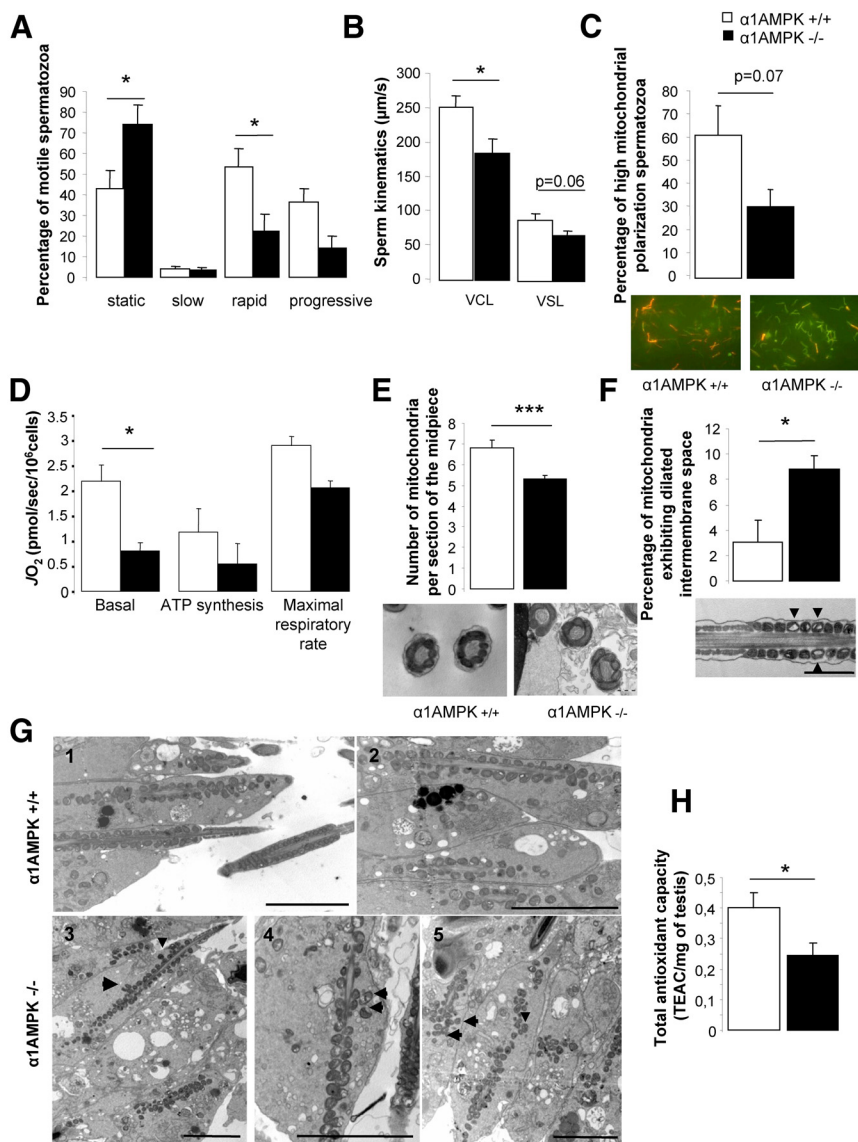 A
B
C
α1AMPK +/+
α1AMPK -/-
Percentage of motile spermatozoa
90
80
70
60
50
40
30
20
10
0
*
*
static
slow
rapid
progressive
Sperm kinematics (µm/s)
300
250
200
150
100
50
0
*
p=0.06
VCL
VSL
Percentage of high mitochondrial
polarization spermatozoa
80
70
60
50
40
30
20
10
0
p=0.07
α1AMPK +/+
α1AMPK -/-
D
JO2 (pmol/sec/10⁶cells)
3.5
3
2.5
2
1.5
1
0.5
0
*
Basal
ATP synthesis
Maximal
respiratory
rate
E
Number of mitochondria
per section of the midpiece
8
7
6
5
4
3
2
1
0
***
α1AMPK +/+
α1AMPK -/-
F
Percentage of mitochondria
exhibiting dilated
intermembrane space
12
10
8
6
4
2
0
*
G
α1AMPK +/+
1
2
α1AMPK -/-
3
4
5
H
Total antioxidant capacity
(TEAC/mg of testis)
0,5
0,4
0,3
0,2
0,1
0
*